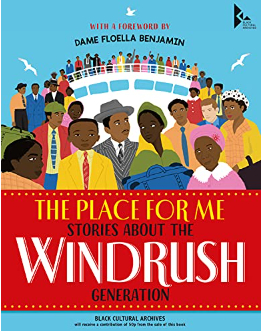 WITH A FOREWORD BY
DAME FLOELLA BENJAMIN
THE PLACE FOR ME
STORIES ABOUT THE
WINDRUSH
GENERATION
BLACK CULTURAL ARCHIVES
will receive a contribution of 50p from the sale of this book